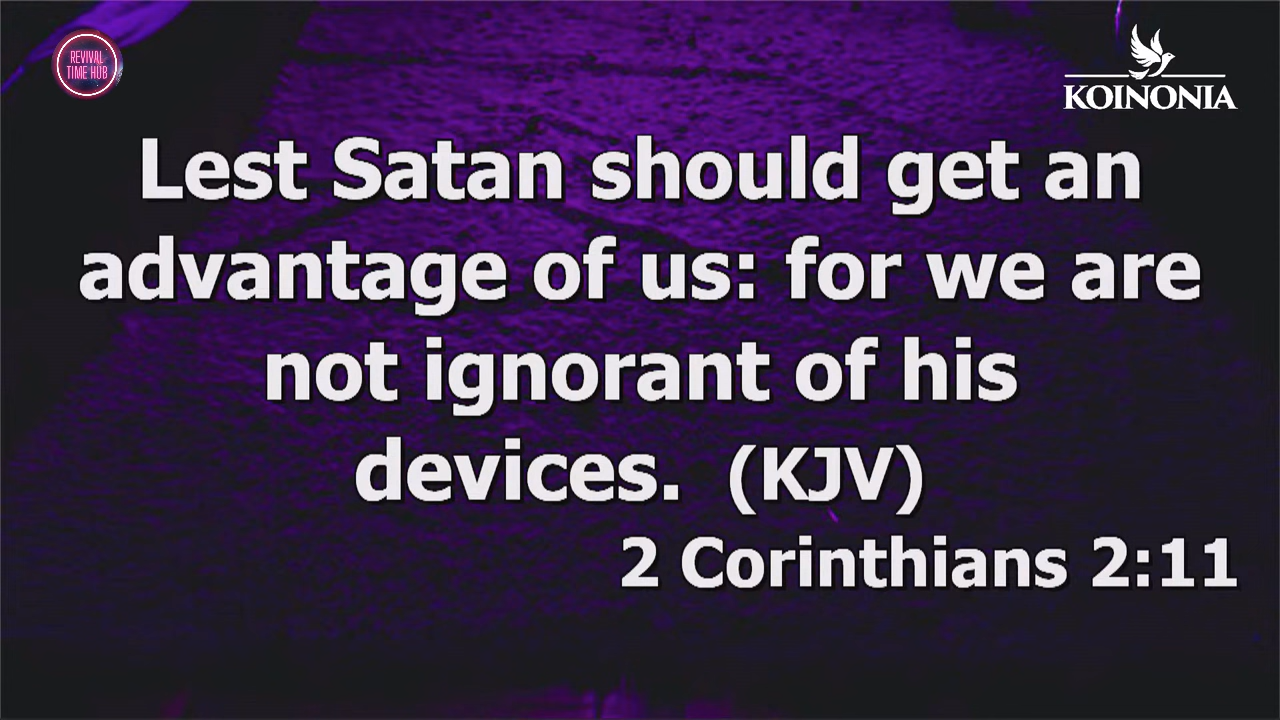 REVIVAL
TIME HUB
KOINONIA
Lest Satan should get an
advantage of us: for we are
not ignorant of his
devices.  (KJV)
2 Corinthians 2:11